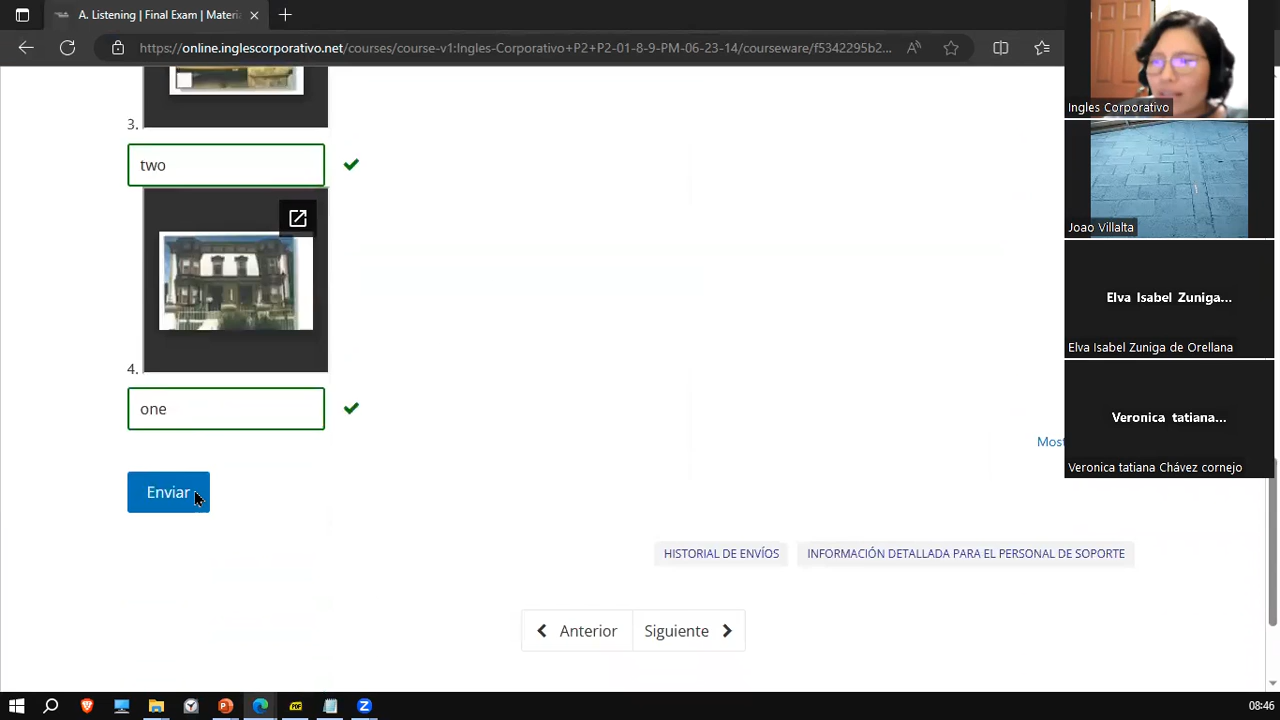 A. Listening | Final Exam | Materi
https://online.inglescorporativo.net/courses/course-v1:Ingles-Corporativo+P2+P2-01-8-9-PM-06-23-14/courseware/f5342295b2...
3.
two
4.
one
Most
Enviar
HISTORIAL DE ENVÍOS
INFORMACIÓN DETALLADA PARA EL PERSONAL DE SOPORTE
Anterior
Siguiente
Ingles Corporativo
Joao Villalta
Elva Isabel Zuniga...
Elva Isabel Zuniga de Orellana
Veronica tatiana...
Veronica tatiana Chávez cornejo
08:46